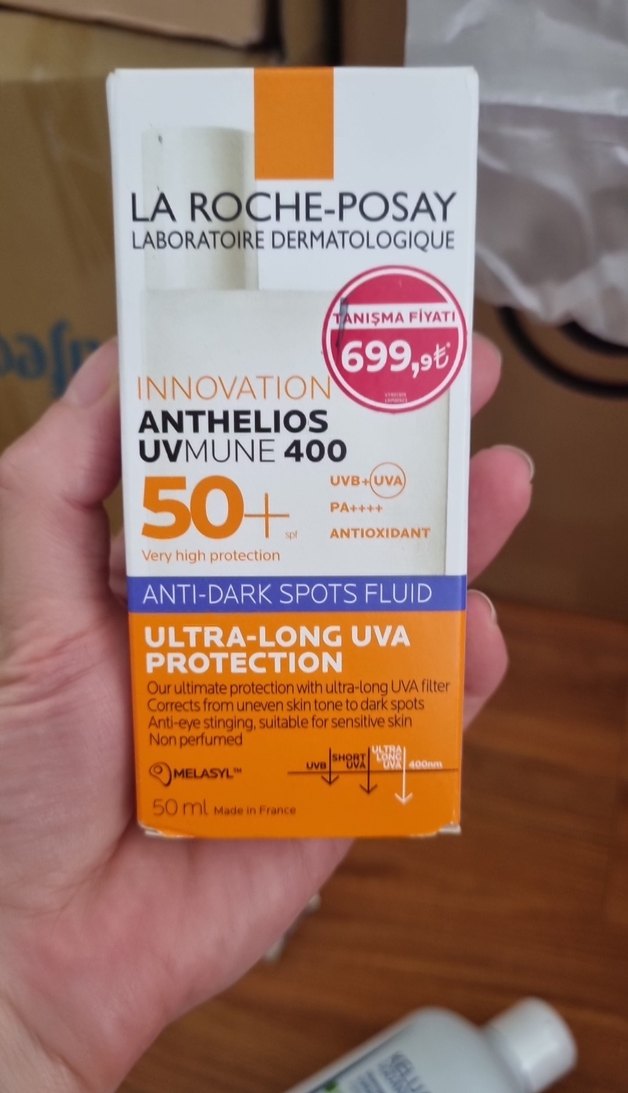 LA ROCHE-POSAY
LABORATOIRE DERMATOLOGIQUE
TANIŞMA FİYATI
699,9₺*
INNOVATION
ANTHELIOS
UVMUNE 400
50+
spf
Very high protection
UVB+UVA
PA++++
ANTIOXIDANT
ANTI-DARK SPOTS FLUID
ULTRA-LONG UVA
PROTECTION
Our ultimate protection with ultra-long UVA filter
Corrects from uneven skin tone to dark spots
Anti-eye stinging, suitable for sensitive skin
Non perfumed
MELASYL™
UVB
SHORT
UVA
ULTRA
LONG
UVA
400nm
50 ml Made in France